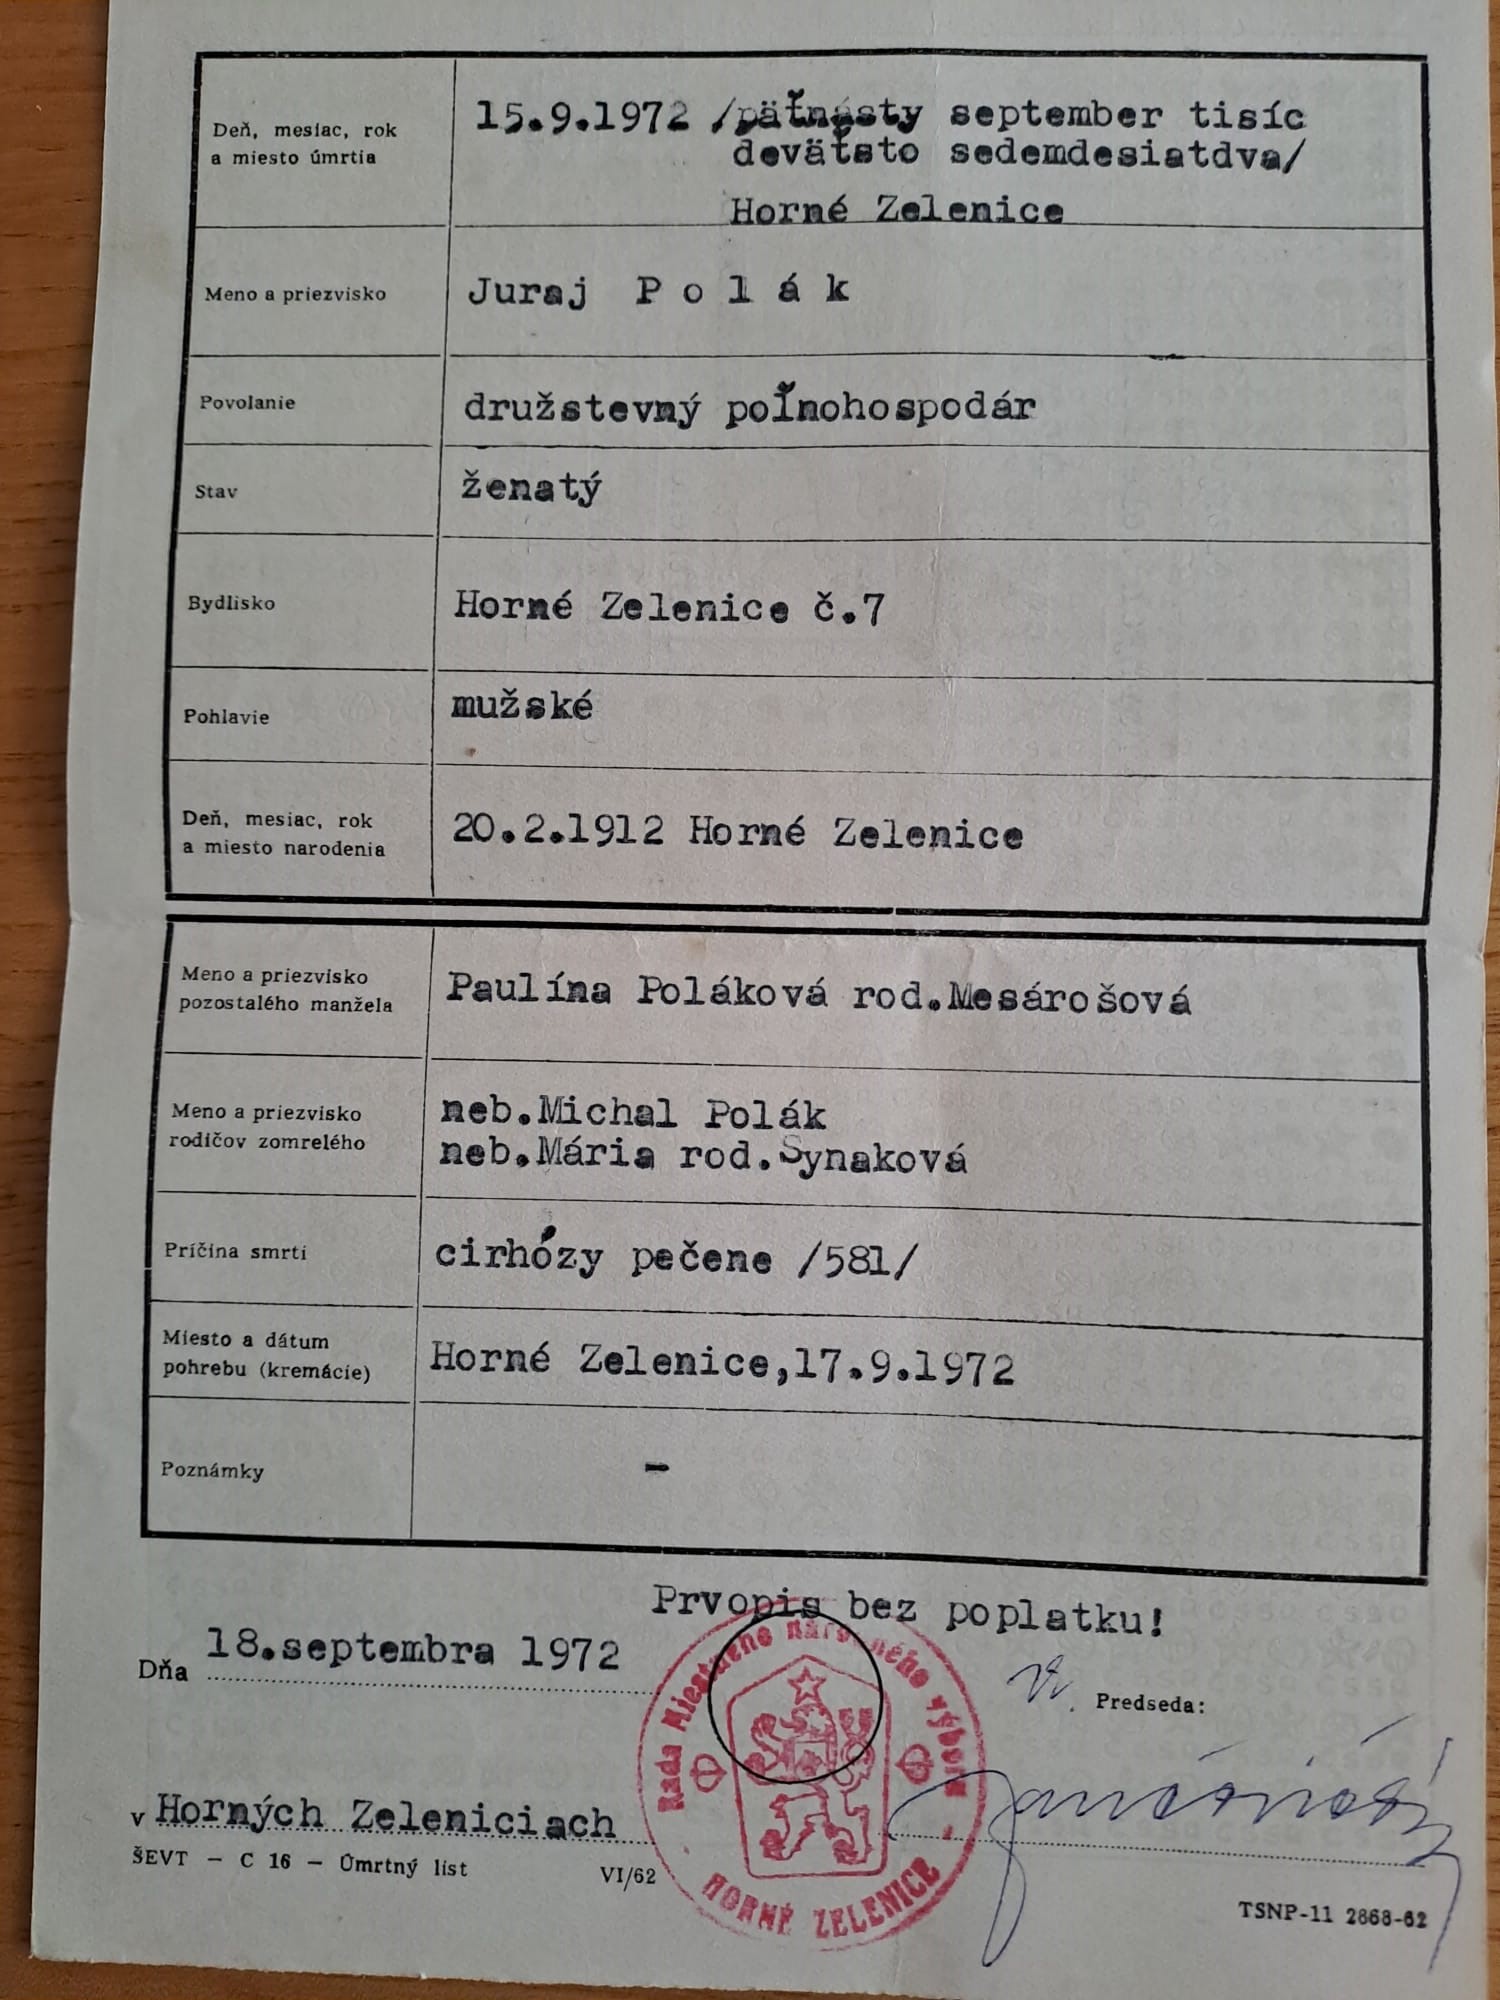 Deň, mesiac, rok
a miesto úmrtia
15.9.1972 /pätnásty september tisíc
deväťsto sedemdesiatdva/
Horné Zelenice
Meno a priezvisko
Juraj P o l á k
Povolanie
družstevný poľnohospodár
Stav
ženatý
Bydlisko
Horné Zelenice č.7
Pohlavie
mužské
Deň, mesiac, rok
a miesto narodenia
20.2.1912 Horné Zelenice
Meno a priezvisko
pozostalého manžela
Paulína Poláková rod.Mesárošová
Meno a priezvisko
rodičov zomrelého
neb.Michal Polák
neb.Mária rod.Synaková
Príčina smrti
cirhózy pečene /581/
Miesto a dátum
pohrebu (kremácie)
Horné Zelenice,17.9.1972
Poznámky
-
Prvopis bez poplatku!
Dňa 18.septembra 1972
Predseda:
v Horných Zeleniciach
Rada Miestneho národného výboru
HORNÉ ZELENICE
ŠEVT – C 16 – Úmrtný list VI/62
TSNP-11 2868-62